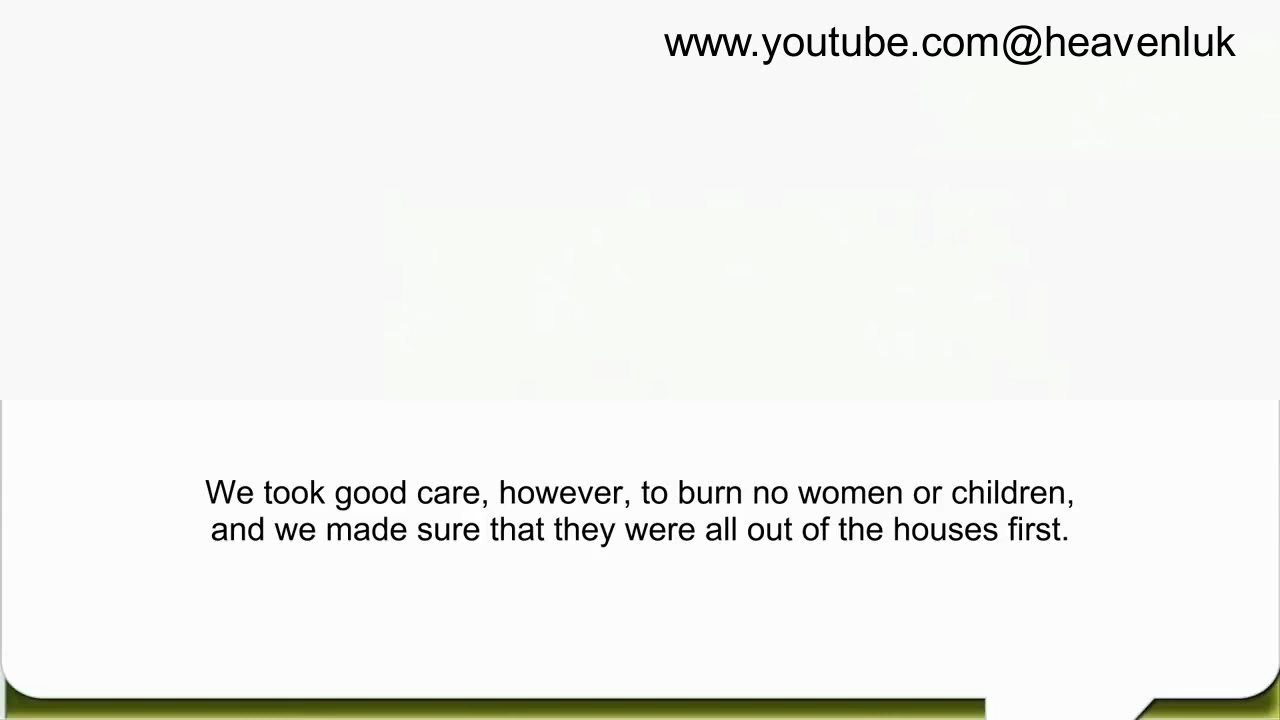 www.youtube.com@heavenluk
We took good care, however, to burn no women or children,
and we made sure that they were all out of the houses first.